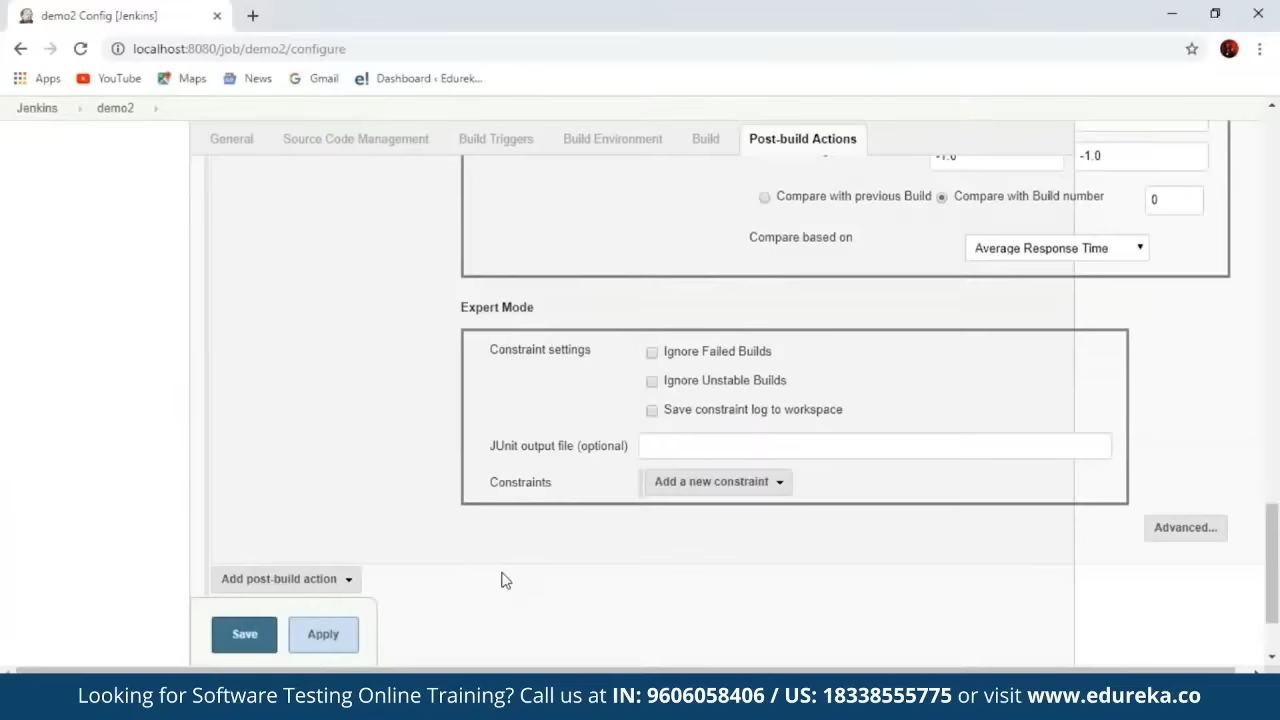 demo2 Config [Jenkins]
localhost:8080/job/demo2/configure
Apps YouTube Maps News Gmail Dashboard ‹ Edurek...
Jenkins demo2
General Source Code Management Build Triggers Build Environment Build Post-build Actions
-1.0 -1.0
Compare with previous Build Compare with Build number 0
Compare based on Average Response Time
Expert Mode
Constraint settings Ignore Failed Builds
Ignore Unstable Builds
Save constraint log to workspace
JUnit output file (optional)
Constraints Add a new constraint
Advanced...
Add post-build action
Save Apply
Looking for Software Testing Online Training? Call us at IN: 9606058406 / US: 18338555775 or visit www.edureka.co